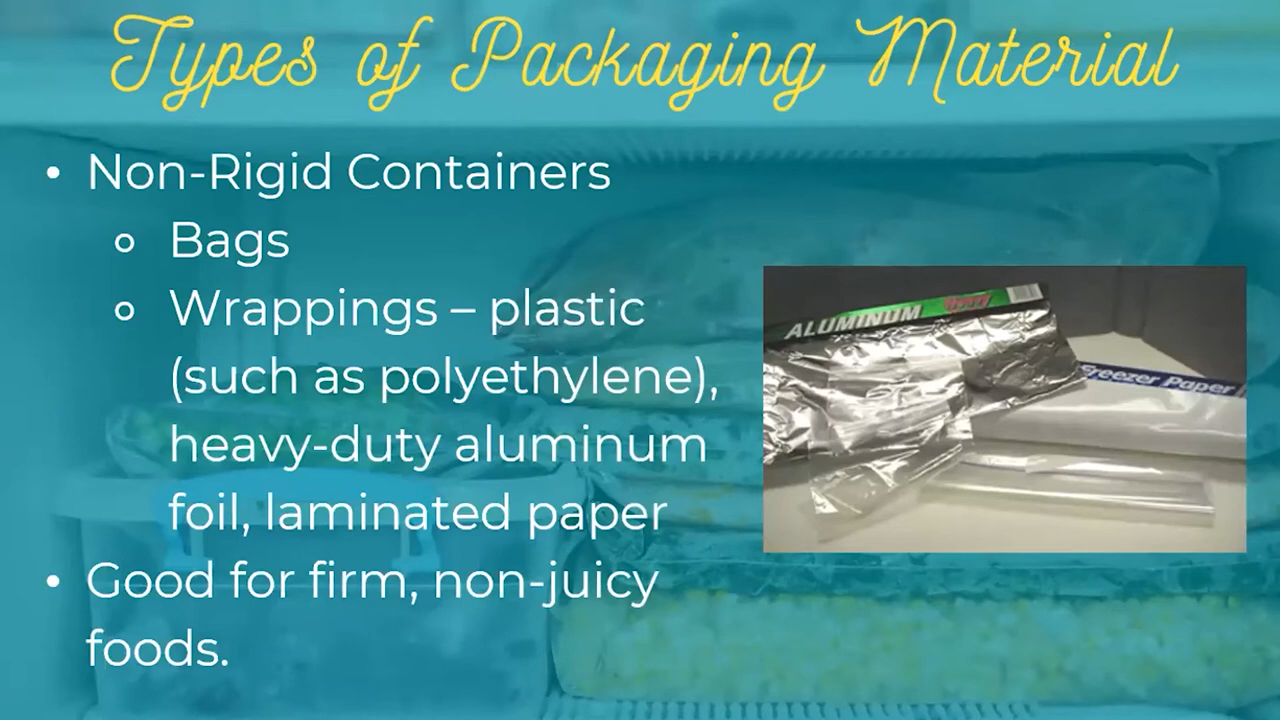 Types of Packaging Material
• Non-Rigid Containers
○ Bags
○ Wrappings – plastic
(such as polyethylene),
heavy-duty aluminum
foil, laminated paper
• Good for firm, non-juicy
foods.
ALUMINUM
Heavy
Freezer Paper